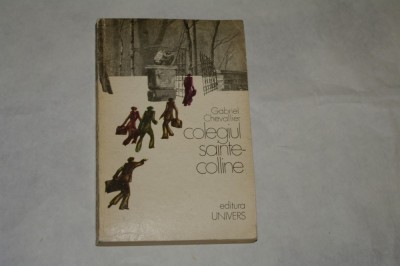 Gabriel
Chevallier
colegiul
sainte-
colline
editura
UNIVERS